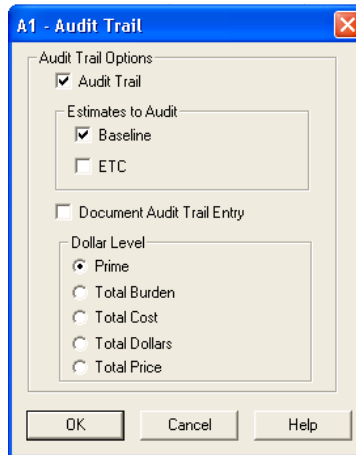 A1 - Audit Trail
Audit Trail Options
Audit Trail
Estimates to Audit
Baseline
ETC
Document Audit Trail Entry
Dollar Level
Prime
Total Burden
Total Cost
Total Dollars
Total Price
OK Cancel Help